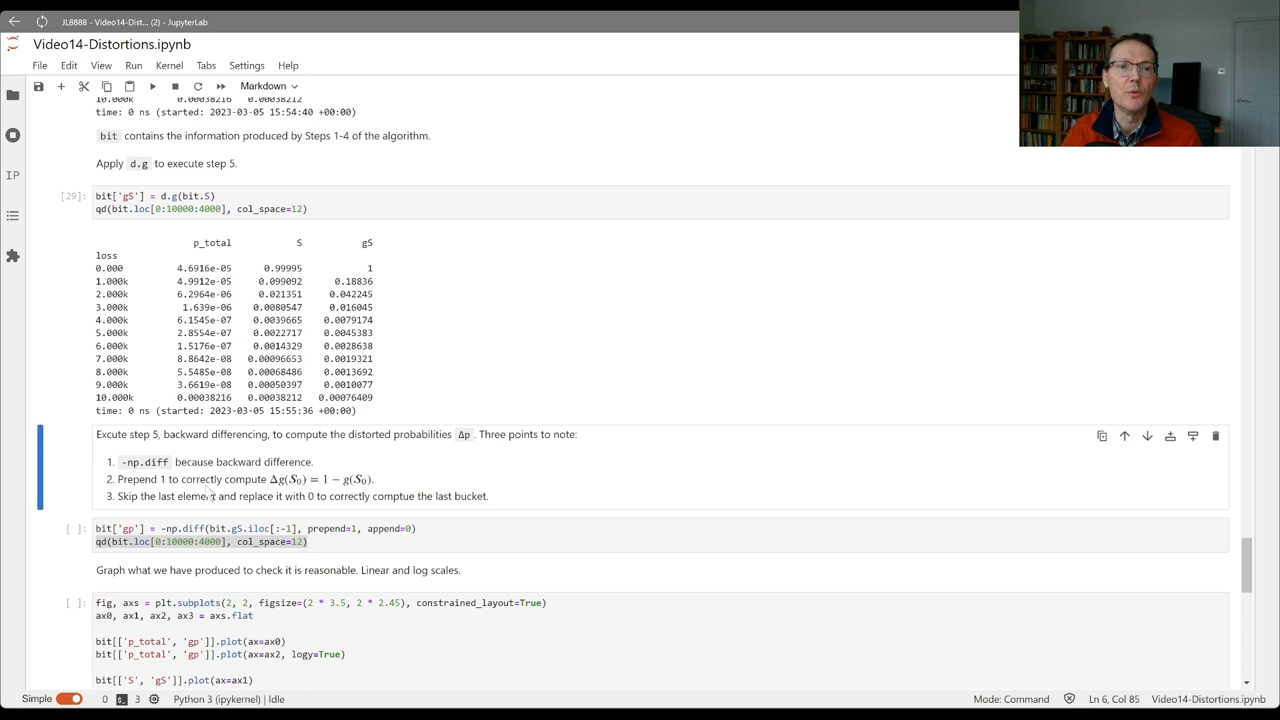 JL8888 - Video14-Dist... (2) - JupyterLab
Video14-Distortions.ipynb
File Edit View Run Kernel Tabs Settings Help
Markdown
10.000k 0.00038216 0.00038212
time: 0 ns (started: 2023-03-05 15:54:40 +00:00)
bit contains the information produced by Steps 1-4 of the algorithm.
Apply d.g to execute step 5.
[29]: bit['gS'] = d.g(bit.S)
qd(bit.loc[0:10000:4000], col_space=12)
p_total S gS
loss
0.000 4.6916e-05 0.99995 1
1.000k 4.9912e-05 0.099092 0.18836
2.000k 6.2964e-06 0.021351 0.042245
3.000k 1.639e-06 0.0080547 0.016045
4.000k 6.1545e-07 0.0039665 0.0079174
5.000k 2.8554e-07 0.0022717 0.0045383
6.000k 1.5176e-07 0.0014329 0.0028638
7.000k 8.8642e-08 0.00096653 0.0019321
8.000k 5.5485e-08 0.00068486 0.0013692
9.000k 3.6619e-08 0.00050397 0.0010077
10.000k 0.00038216 0.00038212 0.00076409
time: 0 ns (started: 2023-03-05 15:55:36 +00:00)
Excute step 5, backward differencing, to compute the distorted probabilities Δp. Three points to note:
1. -np.diff because backward difference.
2. Prepend 1 to correctly compute Δg(S₀) = 1 − g(S₀).
3. Skip the last element and replace it with 0 to correctly comptue the last bucket.
[ ]: bit['gp'] = -np.diff(bit.gS.iloc[:-1], prepend=1, append=0)
qd(bit.loc[0:10000:4000], col_space=12)
Graph what we have produced to check it is reasonable. Linear and log scales.
[ ]: fig, axs = plt.subplots(2, 2, figsize=(2 * 3.5, 2 * 2.45), constrained_layout=True)
ax0, ax1, ax2, ax3 = axs.flat
bit[['p_total', 'gp']].plot(ax=ax0)
bit[['p_total', 'gp']].plot(ax=ax2, logy=True)
bit[['S', 'gS']].plot(ax=ax1)
Simple 0 3 Python 3 (ipykernel) | Idle Mode: Command Ln 6, Col 85 Video14-Distortions.ipynb